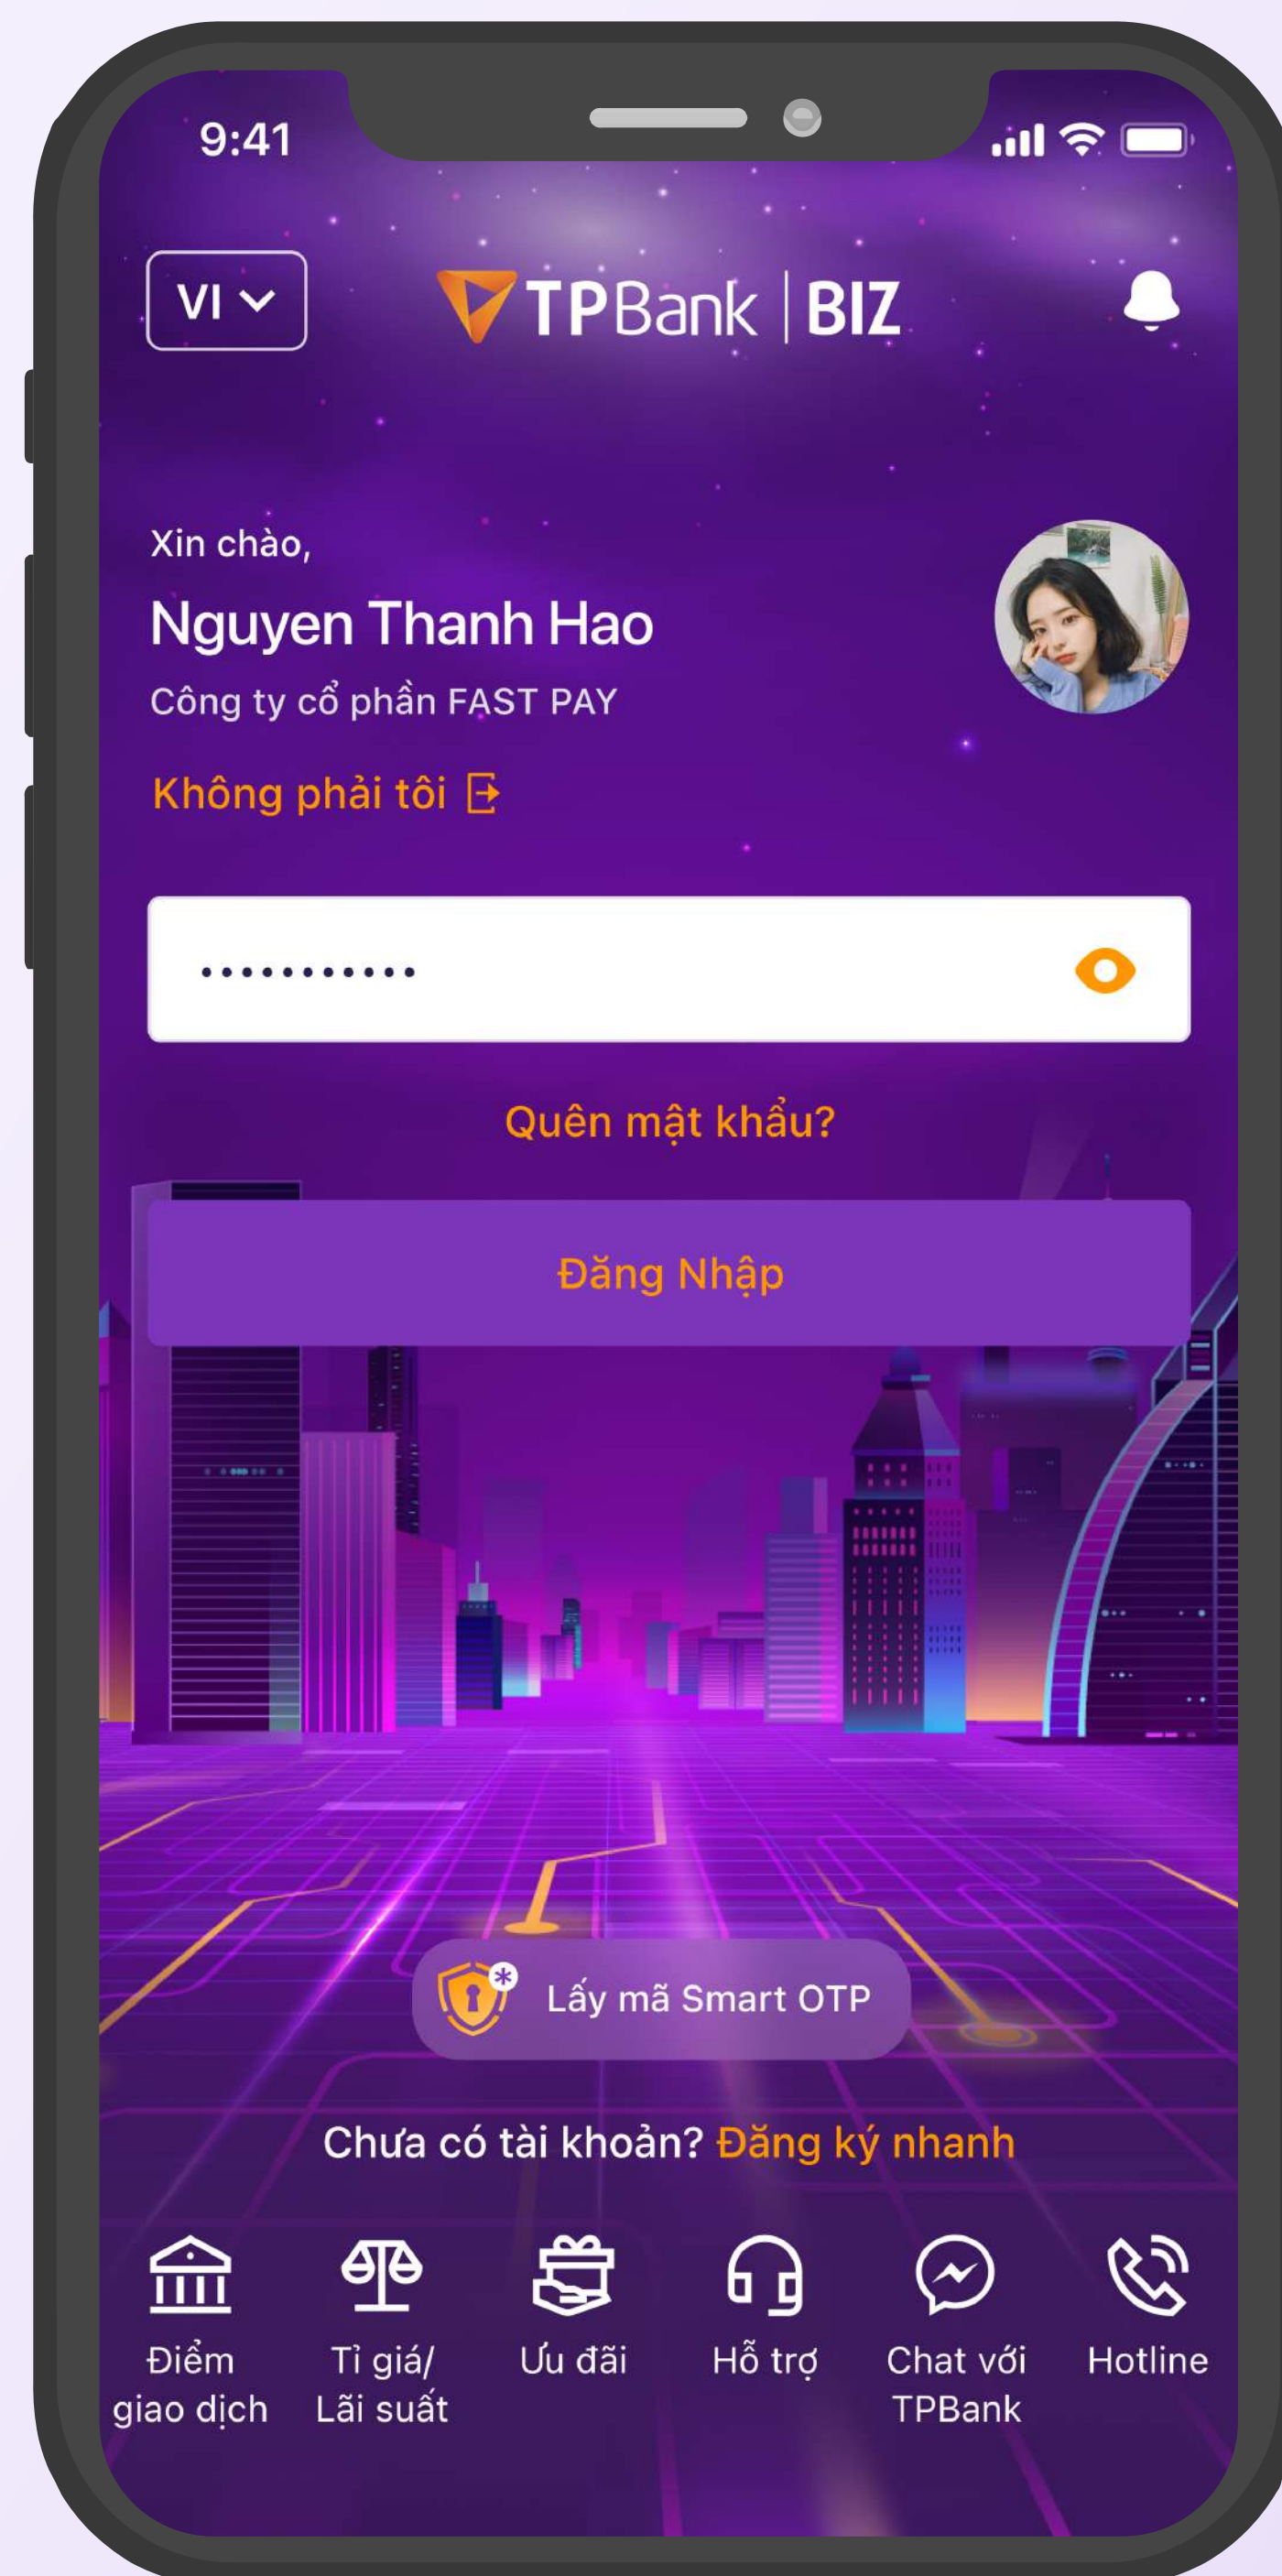 9:41
VI
TPBank | BIZ
Xin chào,
Nguyen Thanh Hao
Công ty cổ phần FAST PAY
Không phải tôi
•••••••••••
Quên mật khẩu?
Đăng Nhập
Lấy mã Smart OTP
Chưa có tài khoản? Đăng ký nhanh
Điểm
giao dịch
Tỉ giá/
Lãi suất
Ưu đãi
Hỗ trợ
Chat với
TPBank
Hotline